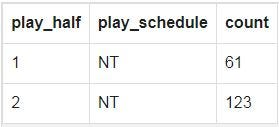 play_half play_schedule count
1 NT 61
2 NT 123